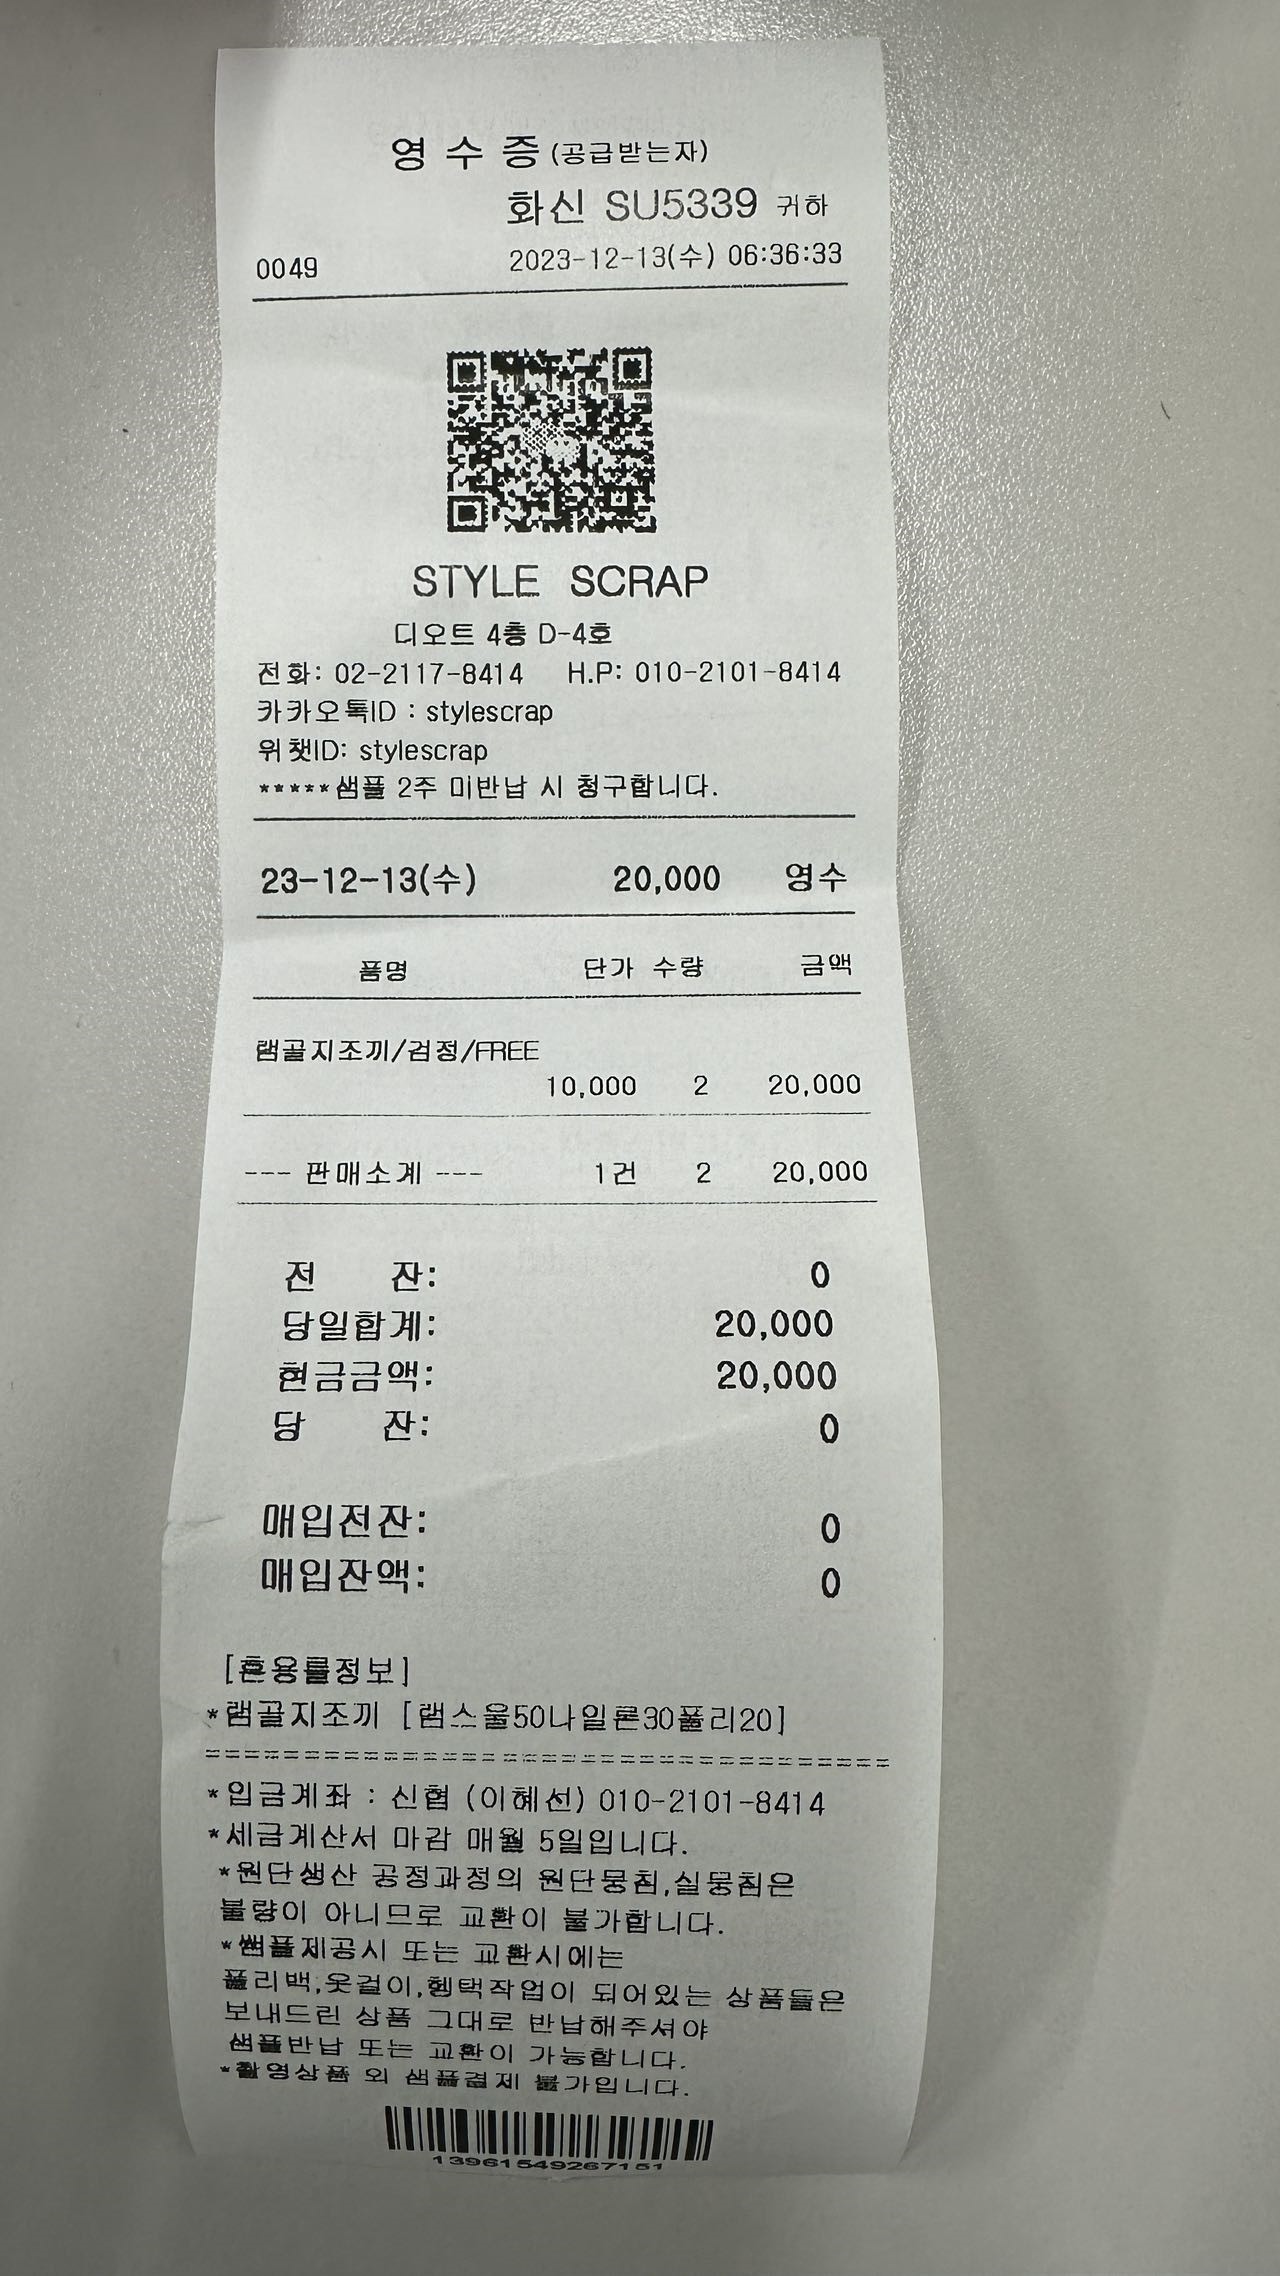 영 수 증 (공급받는자)
화신 SU5339 귀하
0049 2023-12-13(수) 06:36:33
STYLE SCRAP
디오트 4층 D-4호
전화: 02-2117-8414 H.P: 010-2101-8414
카카오톡ID : stylescrap
위챗ID: stylescrap
*****샘플 2주 미반납 시 청구합니다.
23-12-13(수) 20,000 영수
품명 단가 수량 금액
램골지조끼/검정/FREE
10,000 2 20,000
--- 판매소계 --- 1건 2 20,000
전 잔: 0
당일합계: 20,000
현금금액: 20,000
당 잔: 0
매입전잔: 0
매입잔액: 0
[혼용률정보]
*램골지조끼 [램스울50나일론30폴리20]
*입금계좌 : 신협 (이혜선) 010-2101-8414
*세금계산서 마감 매월 5일입니다.
*원단생산 공정과정의 원단뭉침,실뭉침은
불량이 아니므로 교환이 불가합니다.
*쌤플제공시 또는 교환시에는
폴리백,옷걸이,행택작업이 되어있는 상품들은
보내드린 상품 그대로 반납해주셔야
샘플반납 또는 교환이 가능합니다.
*촬영상품 외 샘플결제 불가입니다.
13961549267151